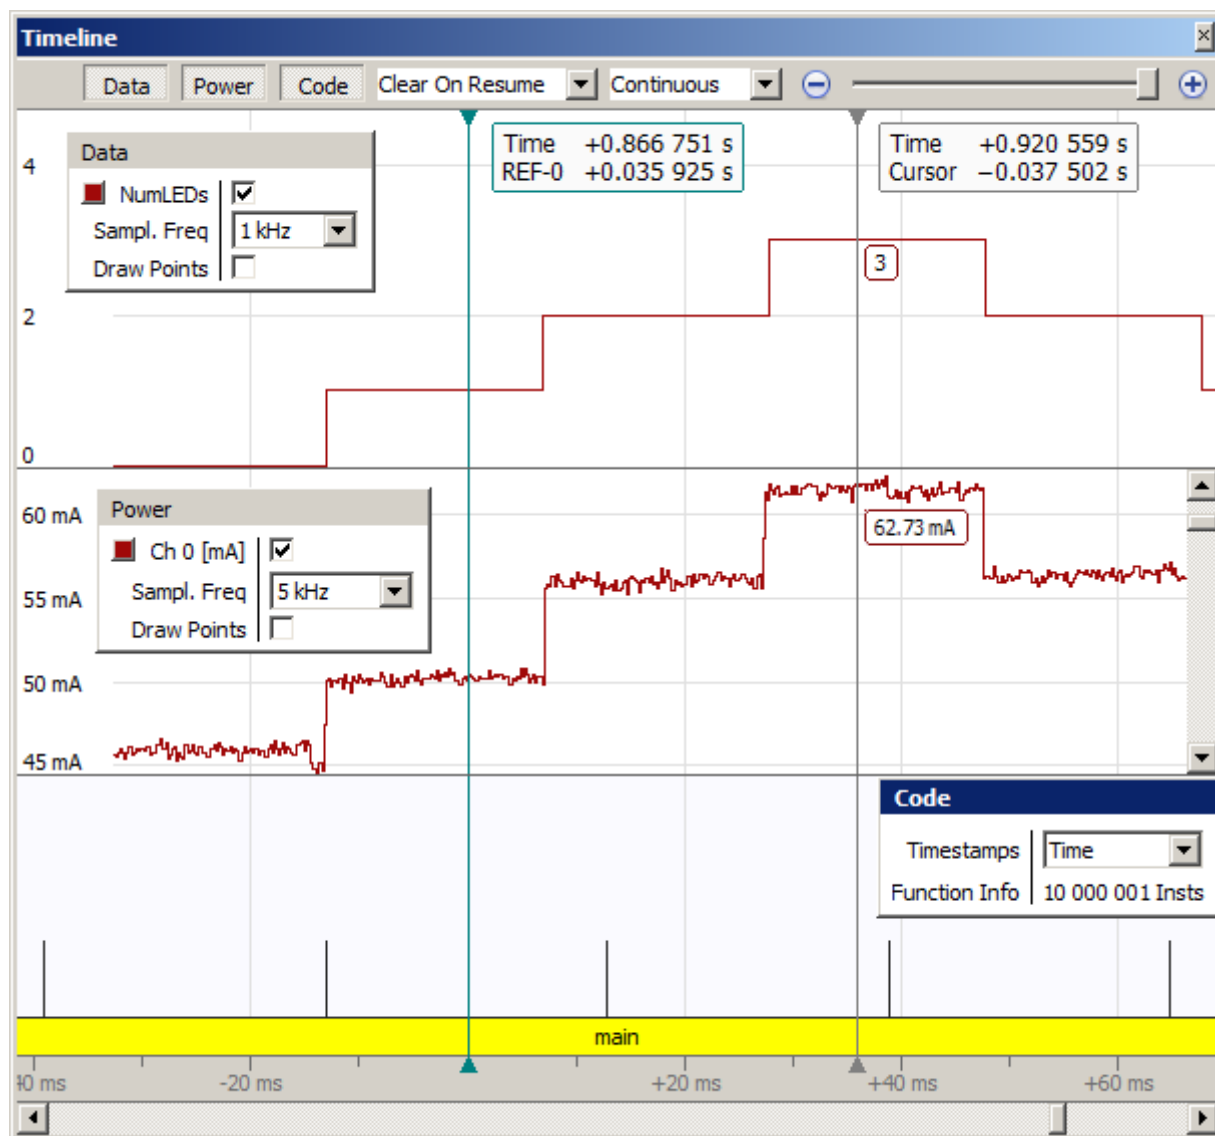 Timeline
Data Power Code Clear On Resume Continuous
Time +0.866 751 s
REF-0 +0.035 925 s
Time +0.920 559 s
Cursor −0.037 502 s
4
2
0
Data
NumLEDs
Sampl. Freq 1 kHz
Draw Points
3
60 mA
55 mA
50 mA
45 mA
Power
Ch 0 [mA]
Sampl. Freq 5 kHz
Draw Points
62.73 mA
Code
Timestamps Time
Function Info 10 000 001 Insts
main
40 ms -20 ms +20 ms +40 ms +60 ms